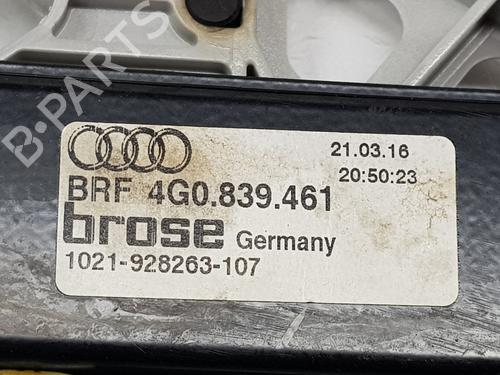 B-PARTS
21.03.16
20:50:23
BRF 4G0.839.461
brose Germany
1021-928263-107